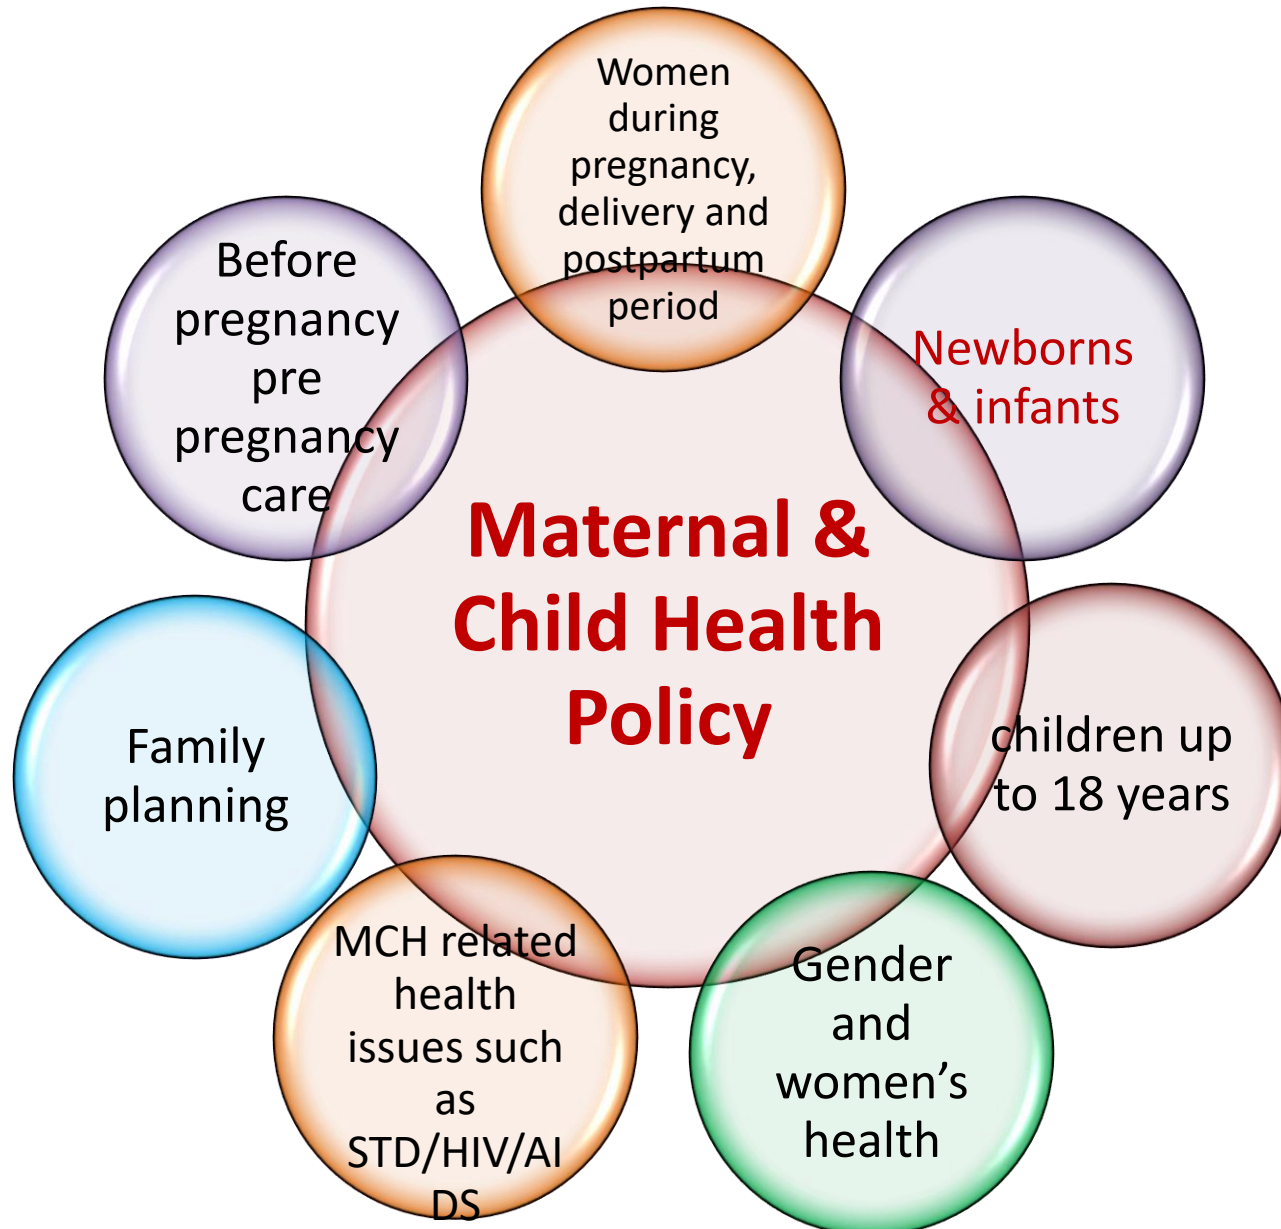 Women
during
pregnancy,
delivery and
postpartum
period
Before
pregnancy
pre
pregnancy
care
Newborns
& infants
Maternal &
Child Health
Policy
children up
to 18 years
Family
planning
MCH related
health
issues such
as
STD/HIV/AI
DS
Gender
and
women’s
health